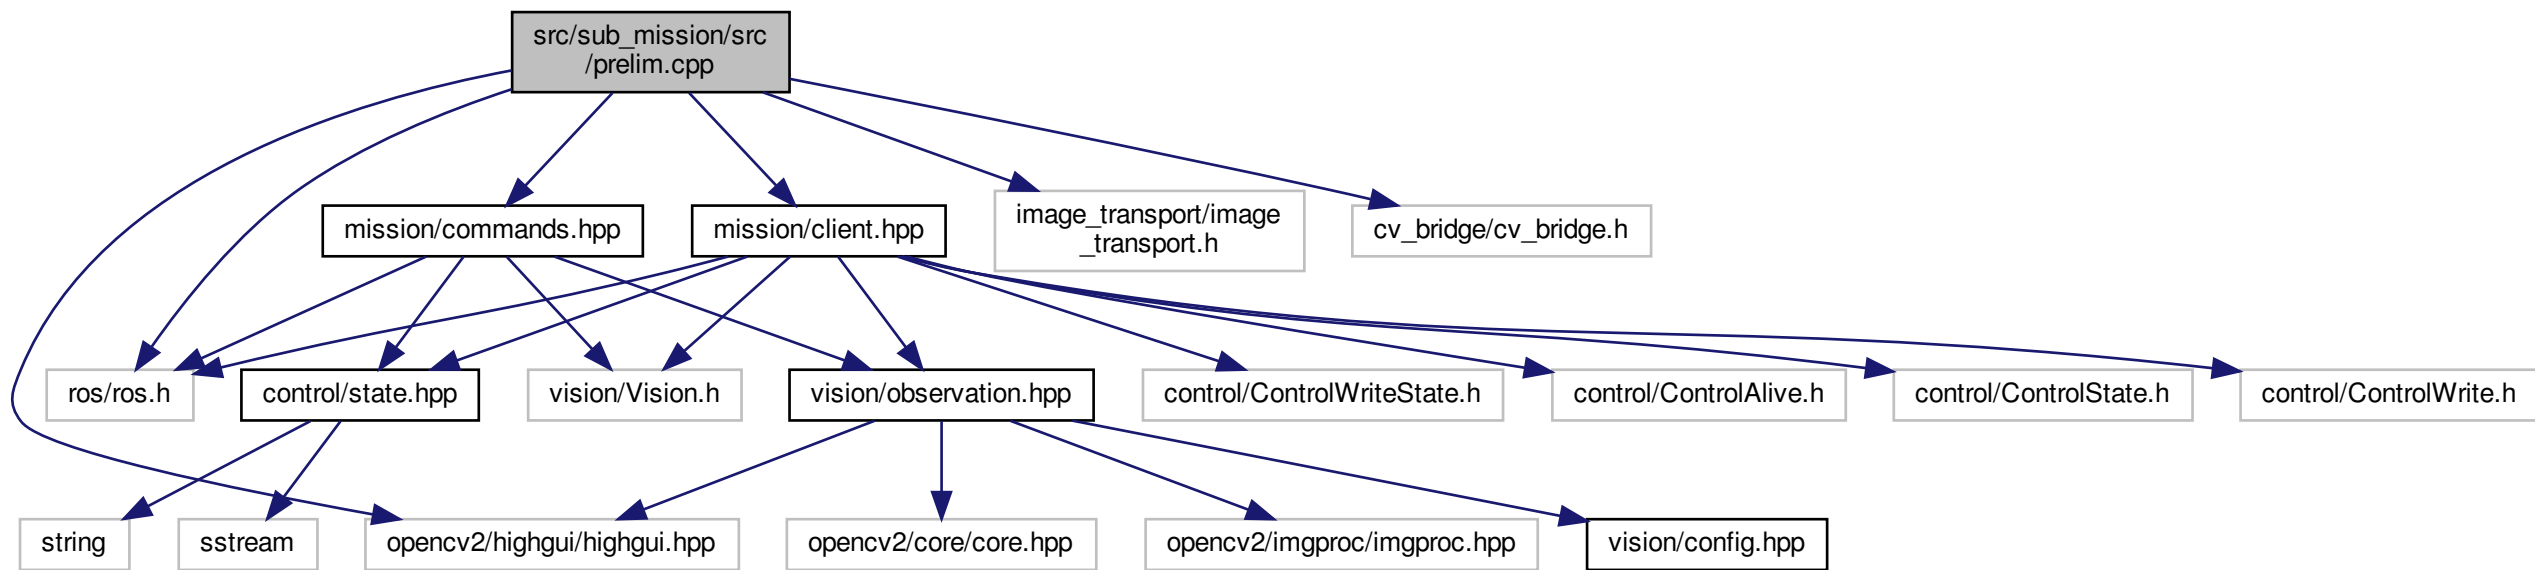 src/sub_mission/src
/prelim.cpp
mission/commands.hpp
mission/client.hpp
image_transport/image
_transport.h
cv_bridge/cv_bridge.h
ros/ros.h
control/state.hpp
vision/Vision.h
vision/observation.hpp
control/ControlWriteState.h
control/ControlAlive.h
control/ControlState.h
control/ControlWrite.h
string
sstream
opencv2/highgui/highgui.hpp
opencv2/core/core.hpp
opencv2/imgproc/imgproc.hpp
vision/config.hpp